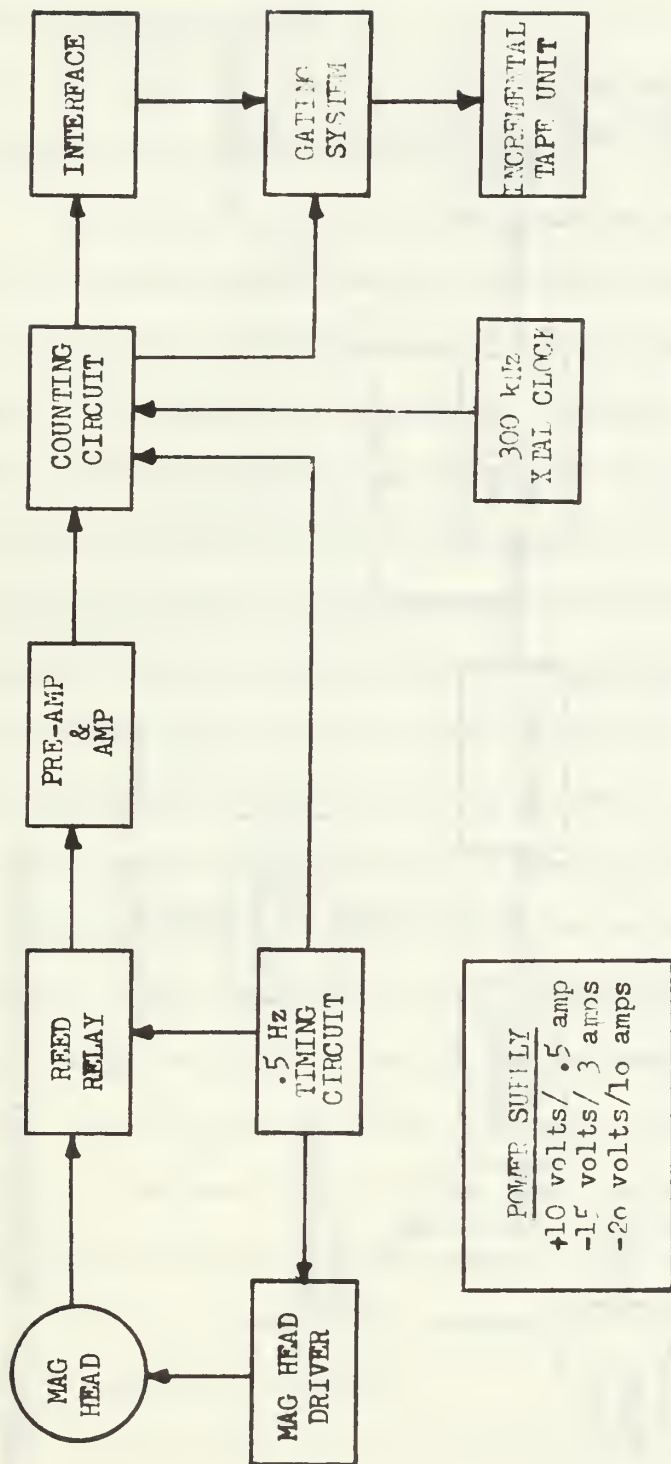 MAG
HEAD
REED
RELAY
PRE-AMP
&
AMP
COUNTING
CIRCUIT
INTERFACE
MAG HEAD
DRIVER
.5 Hz
TIMING
CIRCUIT
GATING
SYSTEM
300 kHz
XTAL CLOCK
INCREMENTAL
TAPE UNIT
POWER SUPPLY
+10 volts/ .5 amp
-15 volts/ 3 amps
-20 volts/10 amps